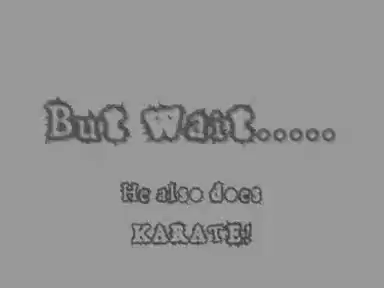 But Wait.....
He also does
KARATE!